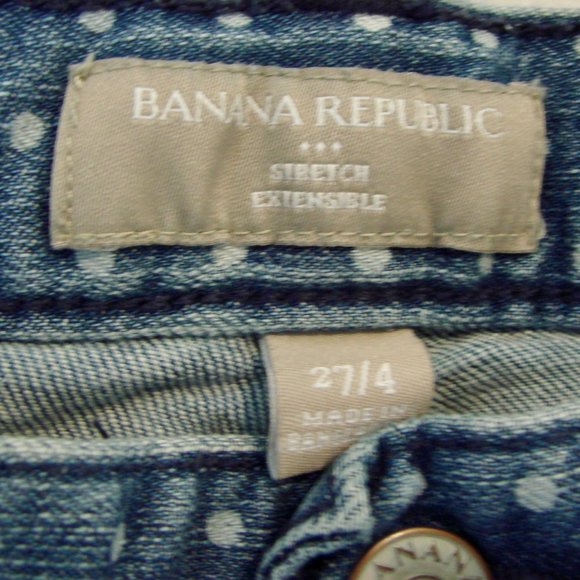 BANANA REPUBLIC
STRETCH
EXTENSIBLE
27/4
MADE IN